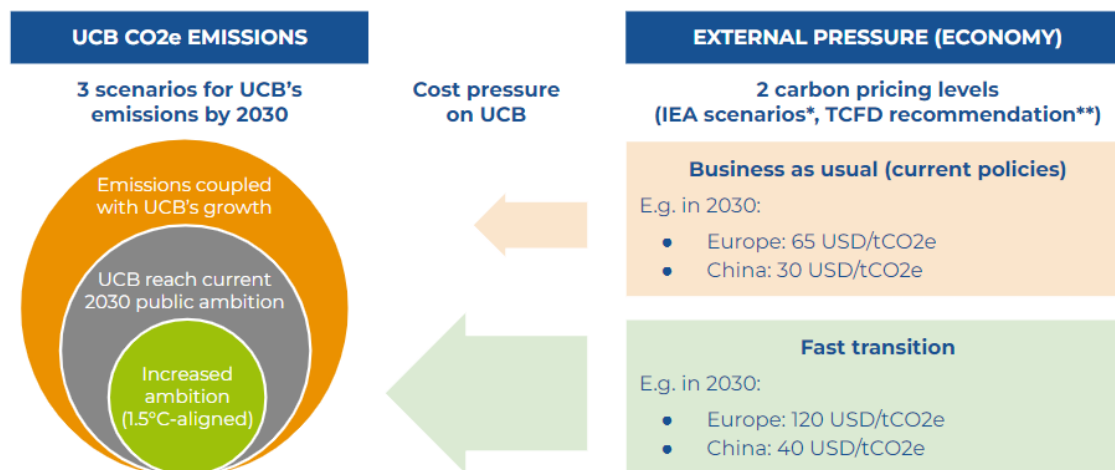 UCB CO2e EMISSIONS
3 scenarios for UCB's
emissions by 2030
Emissions coupled
with UCB's growth
UCB reach current
2030 public ambition
Increased
ambition
(1.5°C-aligned)
Cost pressure
on UCB
EXTERNAL PRESSURE (ECONOMY)
2 carbon pricing levels
(IEA scenarios*, TCFD recommendation**)
Business as usual (current policies)
E.g. in 2030:
● Europe: 65 USD/tCO2e
● China: 30 USD/tCO2e
Fast transition
E.g. in 2030:
● Europe: 120 USD/tCO2e
● China: 40 USD/tCO2e